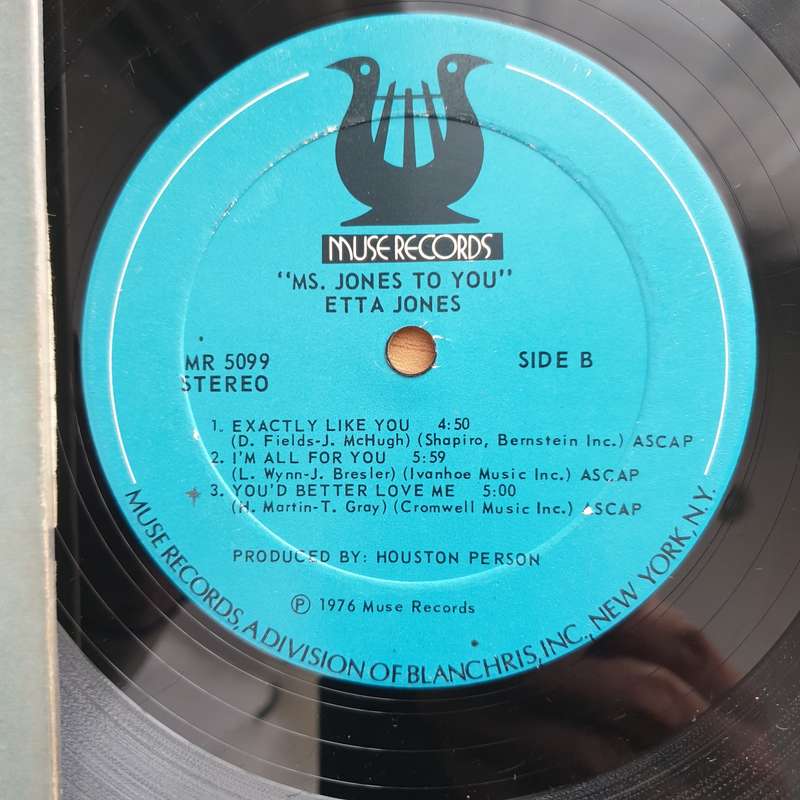 MUSE RECORDS
"MS. JONES TO YOU"
ETTA JONES
MR 5099
STEREO
SIDE B
1. EXACTLY LIKE YOU 4:50
(D. Fields-J. McHugh) (Shapiro, Bernstein Inc.) ASCAP
2. I'M ALL FOR YOU 5:59
(L. Wynn-J. Bresler) (Ivanhoe Music Inc.) ASCAP
3. YOU'D BETTER LOVE ME 5:00
(H. Martin-T. Gray) (Cromwell Music Inc.) ASCAP
PRODUCED BY: HOUSTON PERSON
Ⓟ 1976 Muse Records
MUSE RECORDS, A DIVISION OF BLANCHRIS, INC., NEW YORK, N.Y.